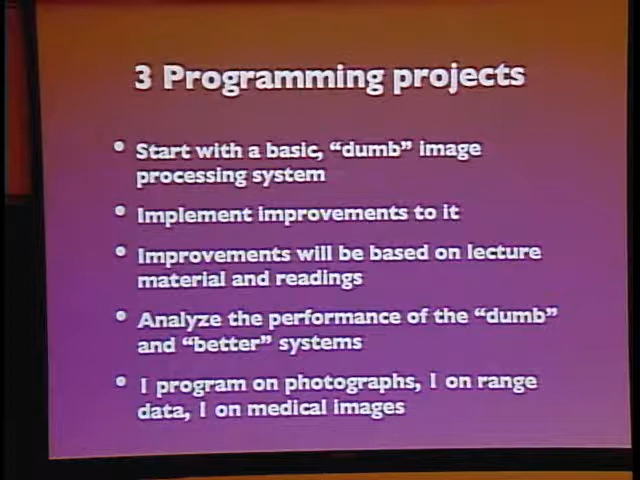 3 Programming projects
• Start with a basic, “dumb” image
processing system
• Implement improvements to it
• Improvements will be based on lecture
material and readings
• Analyze the performance of the “dumb”
and “better” systems
• 1 program on photographs, 1 on range
data, 1 on medical images